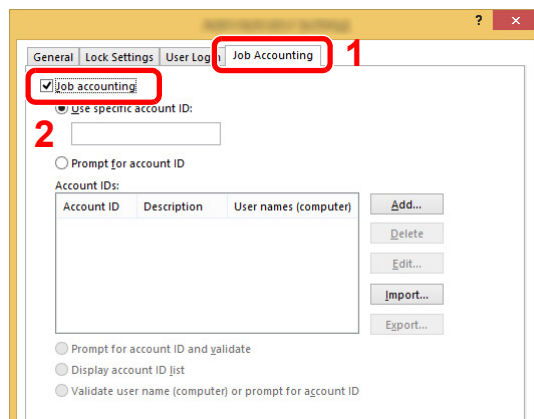 ?
General Lock Settings User Login Job Accounting 1
Job accounting
Use specific account ID:
2
Prompt for account ID
Account IDs:
Account ID Description User names (computer) Add...
Delete
Edit...
Import...
Export...
Prompt for account ID and validate
Display account ID list
Validate user name (computer) or prompt for account ID